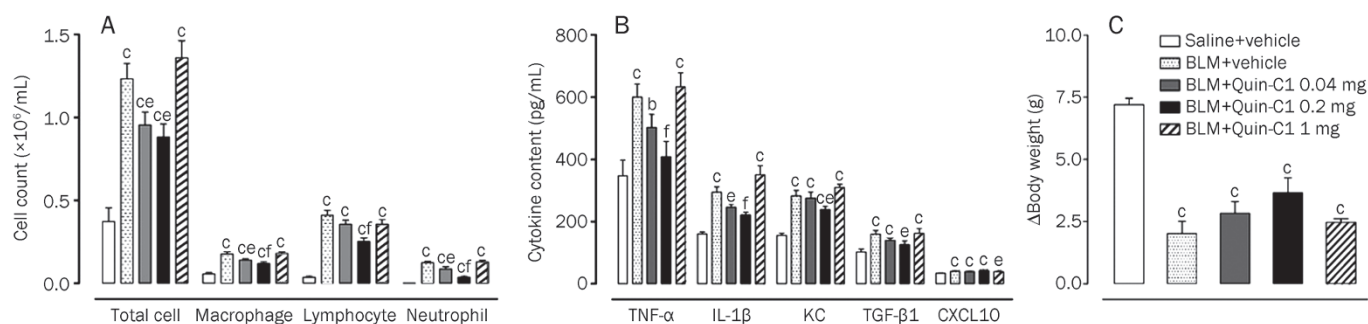 A
Cell count (×10⁶/mL)
1.5
1.0
0.5
0.0
c
ce
ce
c
c
ce
cf
c
c
c
cf
c
c
ce
cf
c
Total cell
Macrophage
Lymphocyte
Neutrophil
B
Cytokine content (pg/mL)
800
600
400
200
0
c
b
f
c
c
e
f
c
c
c
ce
c
c
c
e
c
c
c
c
e
TNF-α
IL-1β
KC
TGF-β1
CXCL10
C
ΔBody weight (g)
10.0
7.5
5.0
2.5
0.0
c
c
c
c
Saline+vehicle
BLM+vehicle
BLM+Quin-C1 0.04 mg
BLM+Quin-C1 0.2 mg
BLM+Quin-C1 1 mg